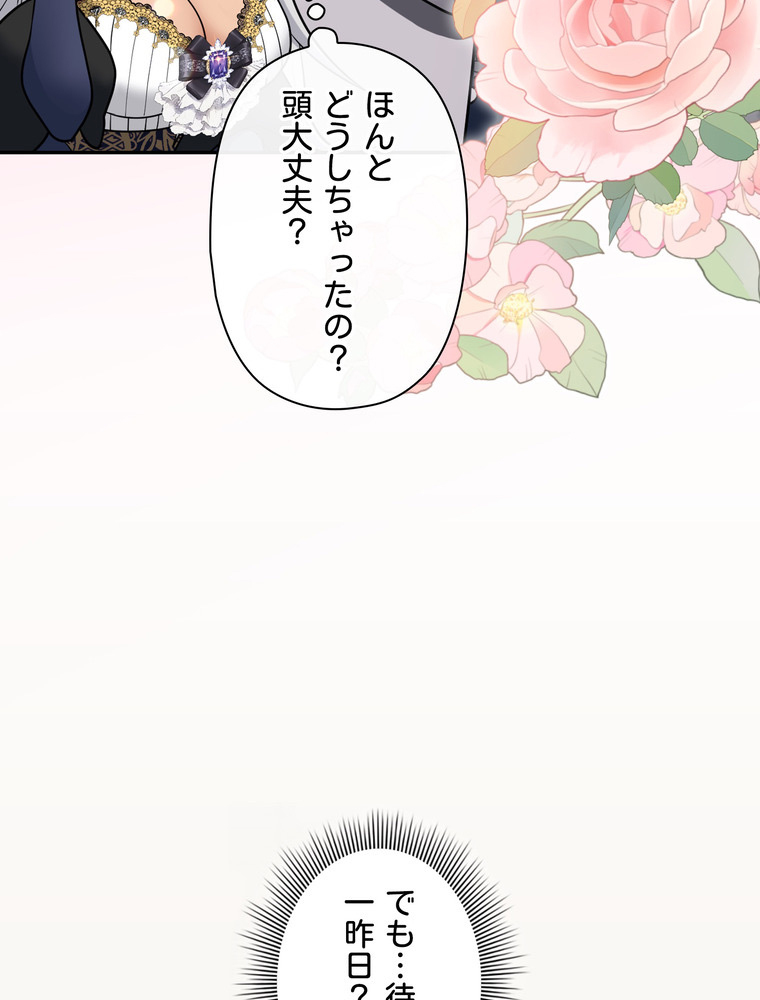 ほんと
どうしちゃったの？
頭大丈夫？
でも…待
一昨日？